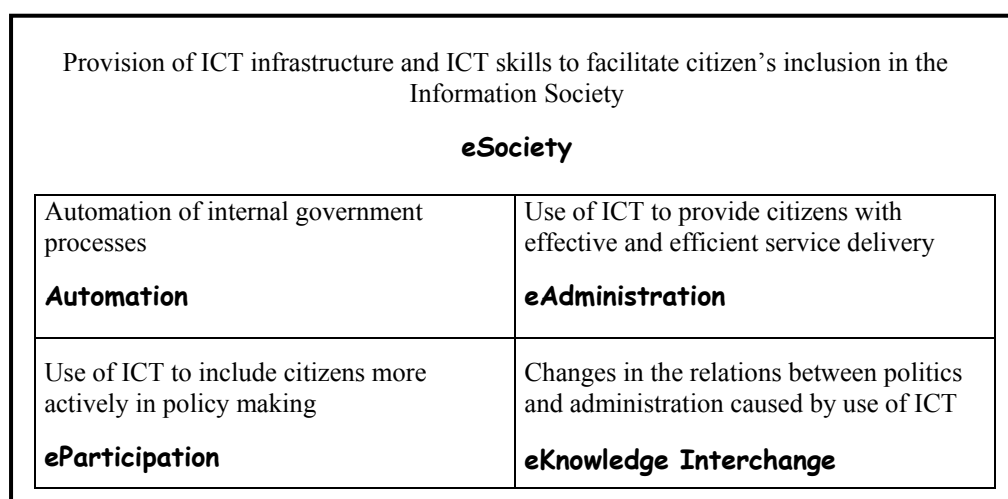 Provision of ICT infrastructure and ICT skills to facilitate citizen’s inclusion in the
Information Society
eSociety
Automation of internal government
processes
Automation
Use of ICT to provide citizens with
effective and efficient service delivery
eAdministration
Use of ICT to include citizens more
actively in policy making
eParticipation
Changes in the relations between politics
and administration caused by use of ICT
eKnowledge Interchange